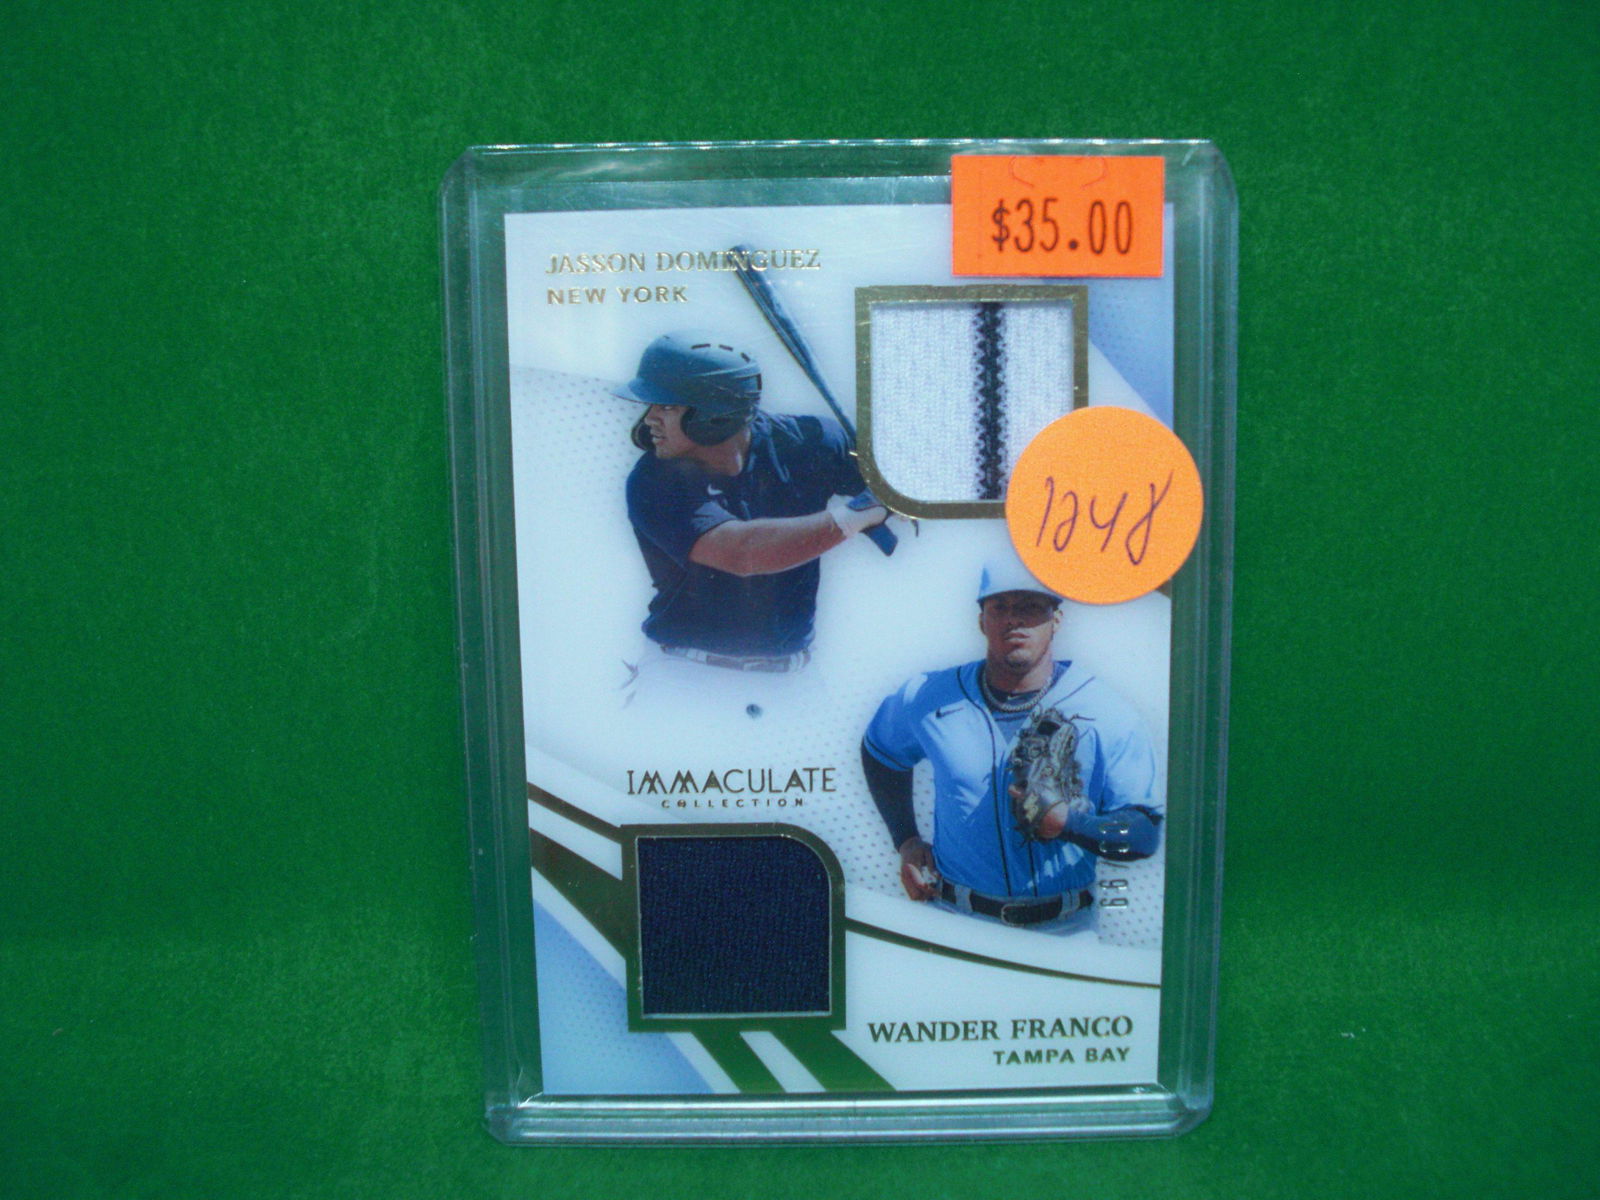 $35.00
JASSON DOMINGUEZ
NEW YORK
1248
IMMACULATE
COLLECTION
WANDER FRANCO
TAMPA BAY